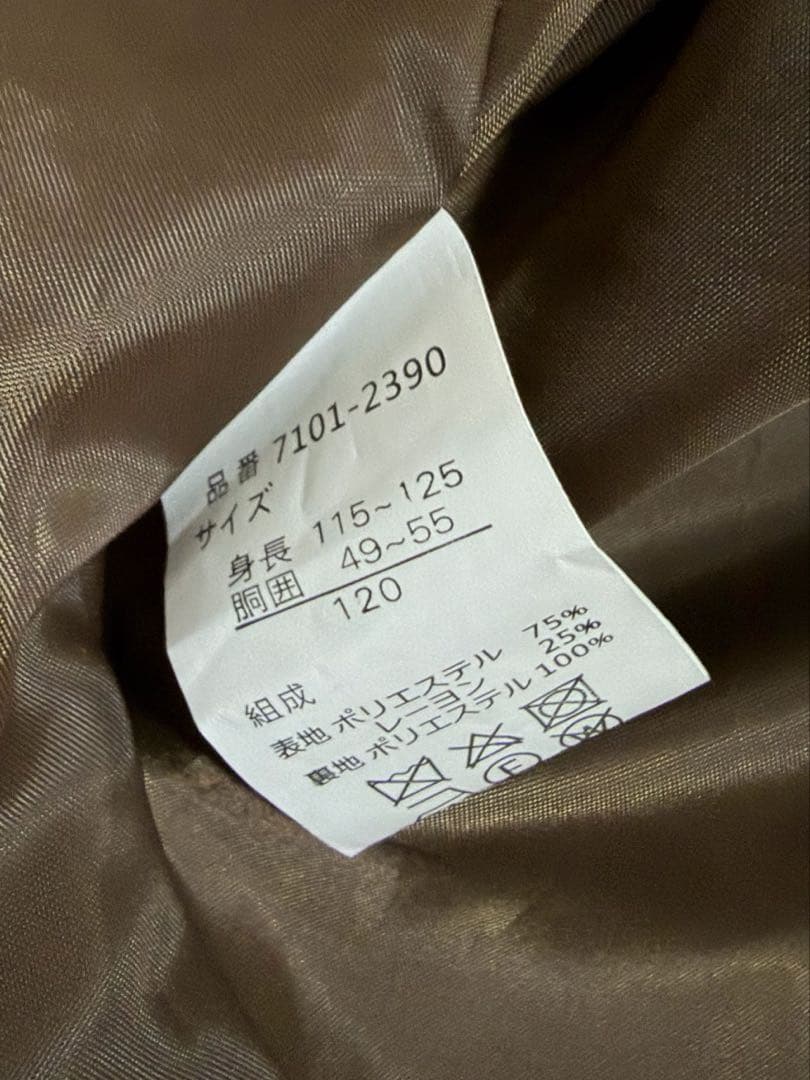 品番 7101-2390
サイズ
身長 115~125
胴囲 49~55
120
組成
表地 ポリエステル 75%
レーヨン 25%
裏地 ポリエステル 100%
F
W